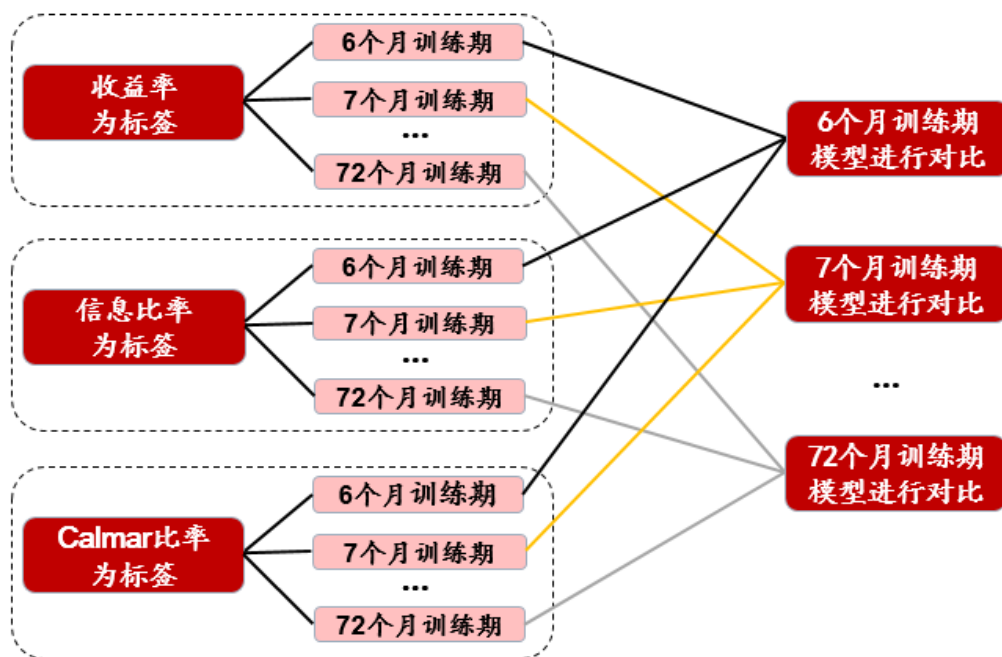 收益率
为标签
6个月训练期
7个月训练期
...
72个月训练期
信息比率
为标签
6个月训练期
7个月训练期
...
72个月训练期
Calmar比率
为标签
6个月训练期
7个月训练期
...
72个月训练期
6个月训练期
模型进行对比
7个月训练期
模型进行对比
...
72个月训练期
模型进行对比